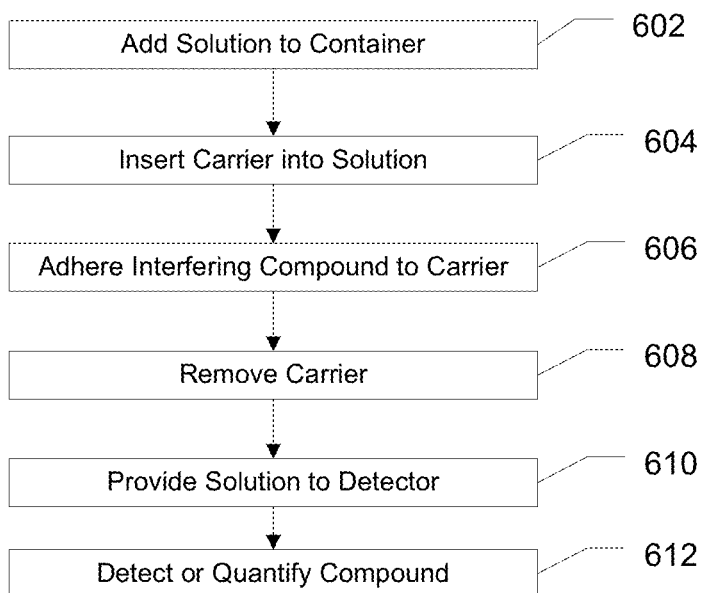 Add Solution to Container 602
Insert Carrier into Solution 604
Adhere Interfering Compound to Carrier 606
Remove Carrier 608
Provide Solution to Detector 610
Detect or Quantify Compound 612